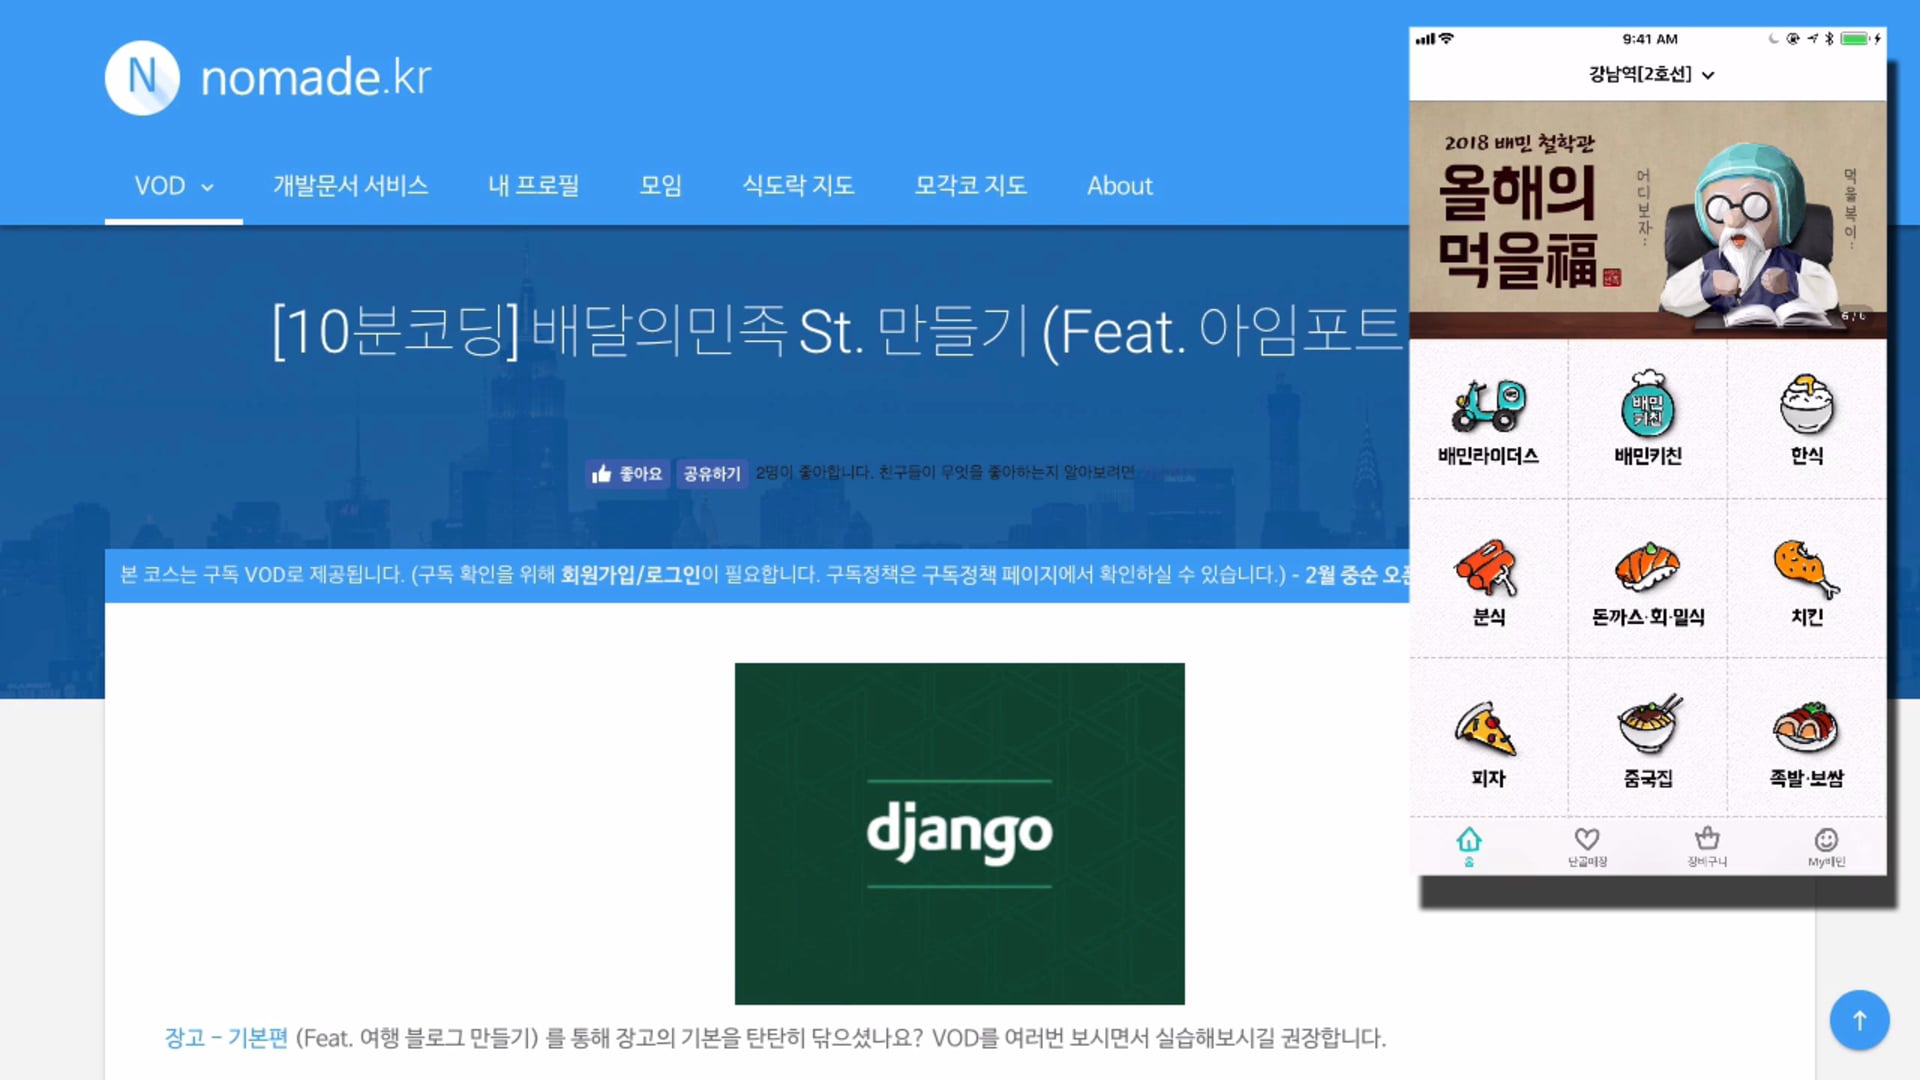 N nomade.kr
VOD 개발문서 서비스 내 프로필 모임 식도락 지도 모각코 지도 About
[10분코딩] 배달의민족 St. 만들기 (Feat. 아임포트
좋아요 공유하기 2명이 좋아합니다. 친구들이 무엇을 좋아하는지 알아보려면
본 코스는 구독 VOD로 제공됩니다. (구독 확인을 위해 회원가입/로그인이 필요합니다. 구독정책은 구독정책 페이지에서 확인하실 수 있습니다.) - 2월 중순 오픈
django
장고 - 기본편 (Feat. 여행 블로그 만들기) 를 통해 장고의 기본을 탄탄히 닦으셨나요? VOD를 여러번 보시면서 실습해보시길 권장합니다.
9:41 AM
강남역[2호선]
2018 배민 철학관
올해의
먹을福
어디보자..
먹을복이..
6/6
배민라이더스 배민키친 한식
배민키친
분식 돈까스·회·일식 치킨
피자 중국집 족발·보쌈
홈 단골매장 장바구니 My배민